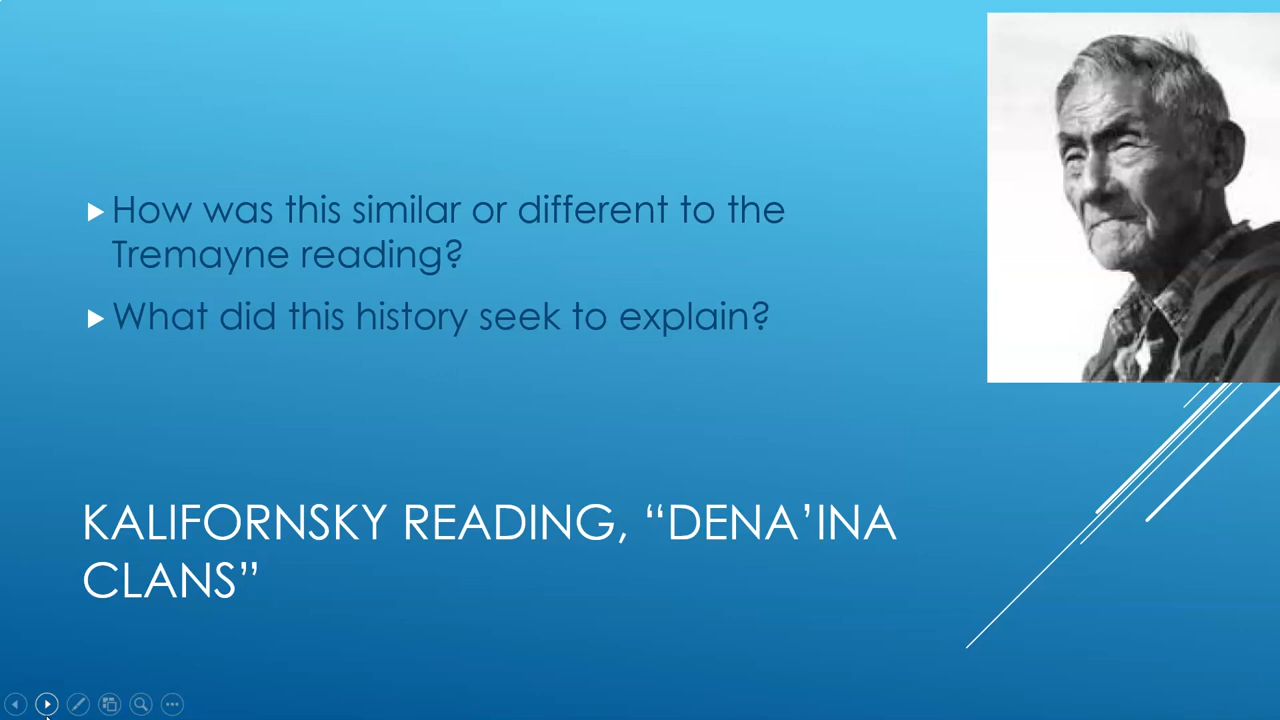 How was this similar or different to the
Tremayne reading?
What did this history seek to explain?
KALIFORNSKY READING, “DENA’INA
CLANS”